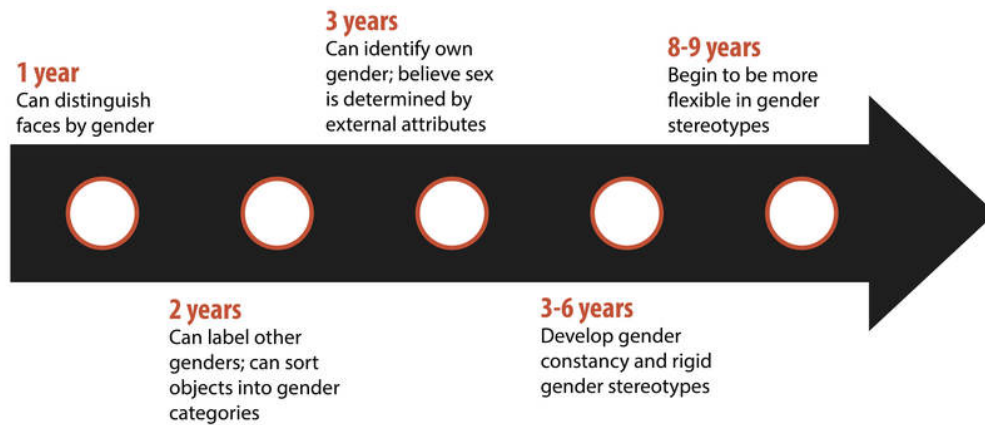 1 year
Can distinguish
faces by gender
2 years
Can label other
genders; can sort
objects into gender
categories
3 years
Can identify own
gender; believe sex
is determined by
external attributes
3-6 years
Develop gender
constancy and rigid
gender stereotypes
8-9 years
Begin to be more
flexible in gender
stereotypes